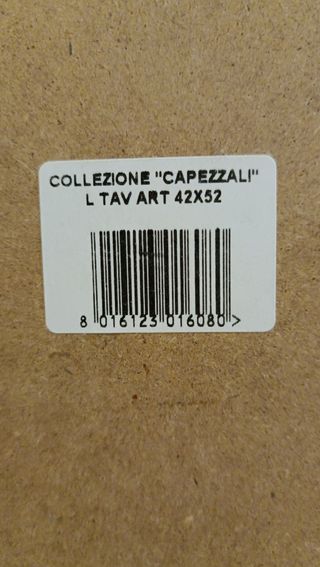 COLLEZIONE "CAPEZZALI"
L TAV ART 42X52
8 016123 016080 >